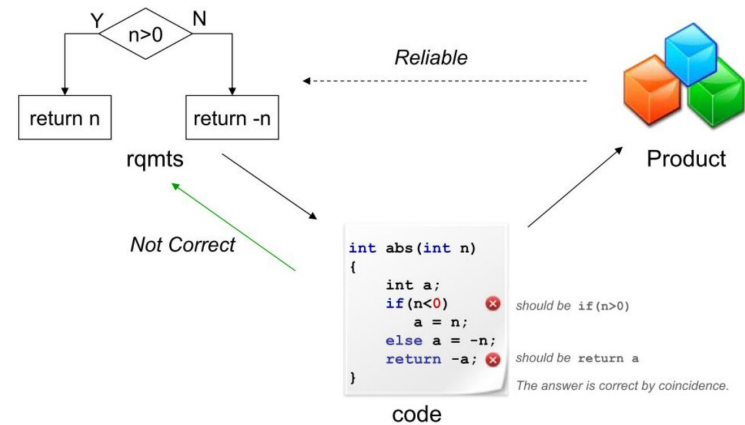 Y
N
n>0
return n
return -n
rqmts
Reliable
Product
Not Correct
int abs(int n)
{
int a;
if(n<0)
should be if(n>0)
a = n;
else a = -n;
return -a;
should be return a
}
The answer is correct by coincidence.
code